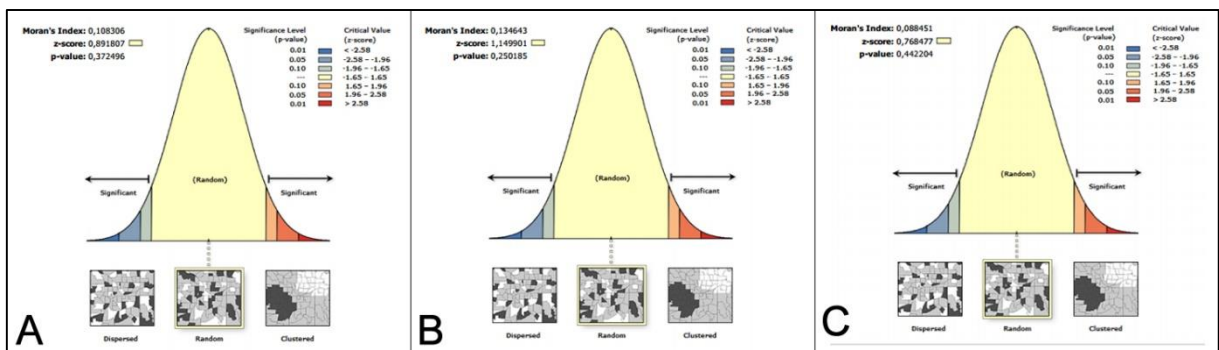 Moran's Index: 0,108306
z-score: 0,891807
p-value: 0,372496
Significance Level (p-value)
Critical Value (z-score)
0.01 < -2.58
0.05 -2.58 – -1.96
0.10 -1.96 – -1.65
--- -1.65 – 1.65
0.10 1.65 – 1.96
0.05 1.96 – 2.58
0.01 > 2.58
Significant
(Random)
Significant
Dispersed
Random
Clustered
A
Moran's Index: 0,134643
z-score: 1,149901
p-value: 0,250185
Significance Level (p-value)
Critical Value (z-score)
0.01 < -2.58
0.05 -2.58 – -1.96
0.10 -1.96 – -1.65
--- -1.65 – 1.65
0.10 1.65 – 1.96
0.05 1.96 – 2.58
0.01 > 2.58
Significant
(Random)
Significant
Dispersed
Random
Clustered
B
Moran's Index: 0,088451
z-score: 0,768477
p-value: 0,442204
Significance Level (p-value)
Critical Value (z-score)
0.01 < -2.58
0.05 -2.58 – -1.96
0.10 -1.96 – -1.65
--- -1.65 – 1.65
0.10 1.65 – 1.96
0.05 1.96 – 2.58
0.01 > 2.58
Significant
(Random)
Significant
Dispersed
Random
Clustered
C